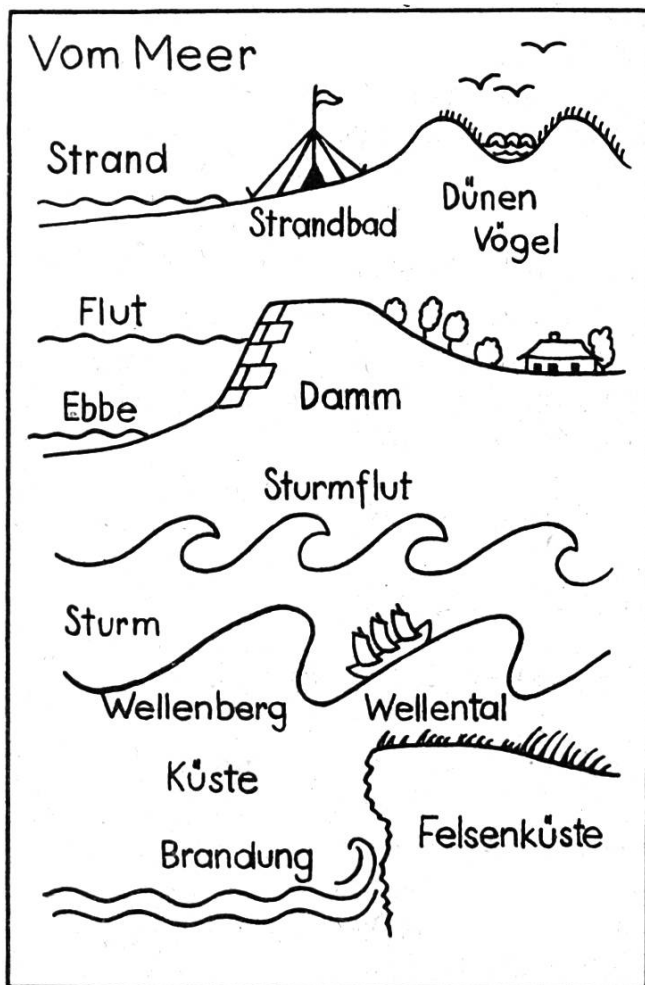 Vom Meer
Strand
Strandbad
Dünen
Vögel
Flut
Ebbe
Damm
Sturmflut
Sturm
Wellenberg Wellental
Küste
Felsenküste
Brandung